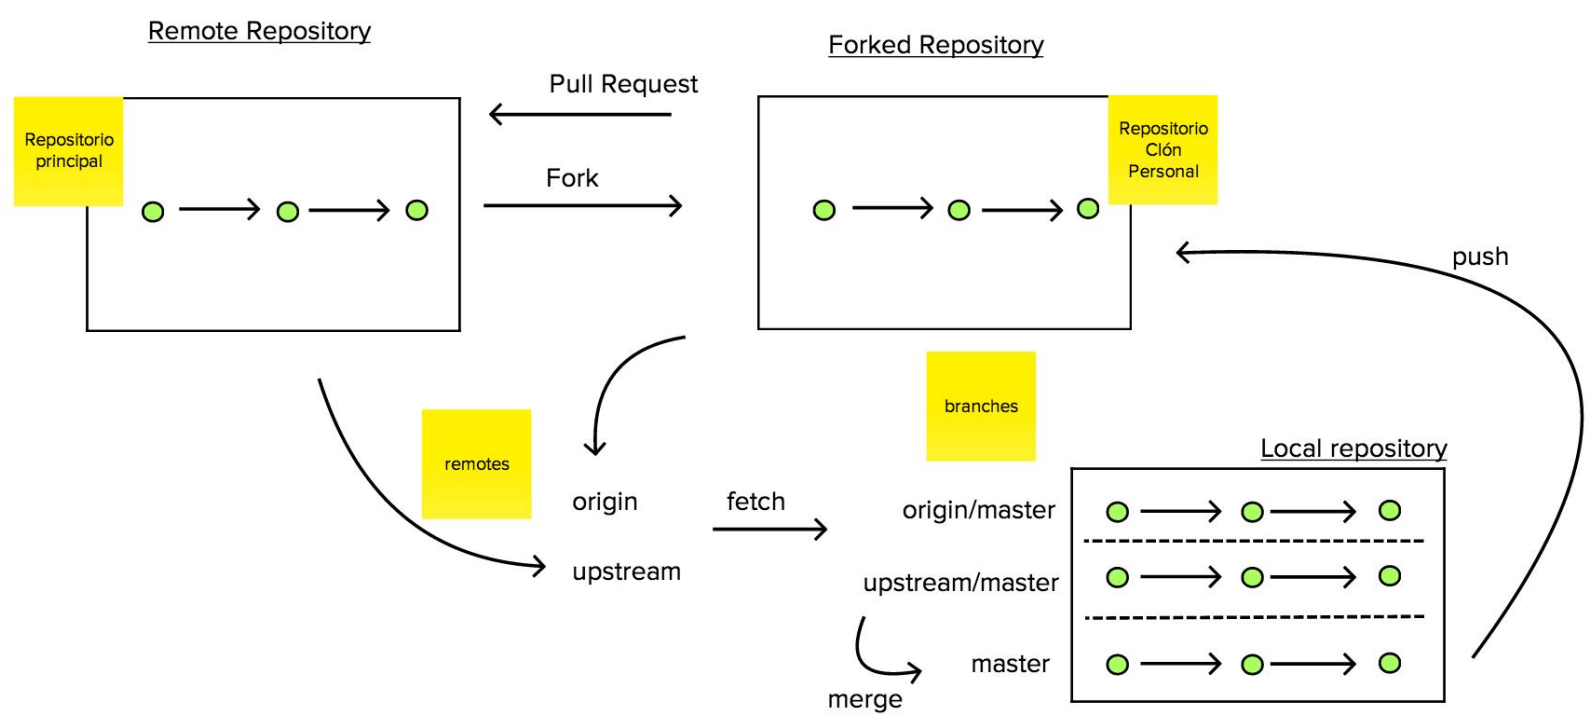 Remote Repository
Forked Repository
Pull Request
Repositorio
principal
Repositorio
Clón
Personal
Fork
push
branches
remotes
Local repository
origin
fetch
origin/master
upstream
upstream/master
master
merge